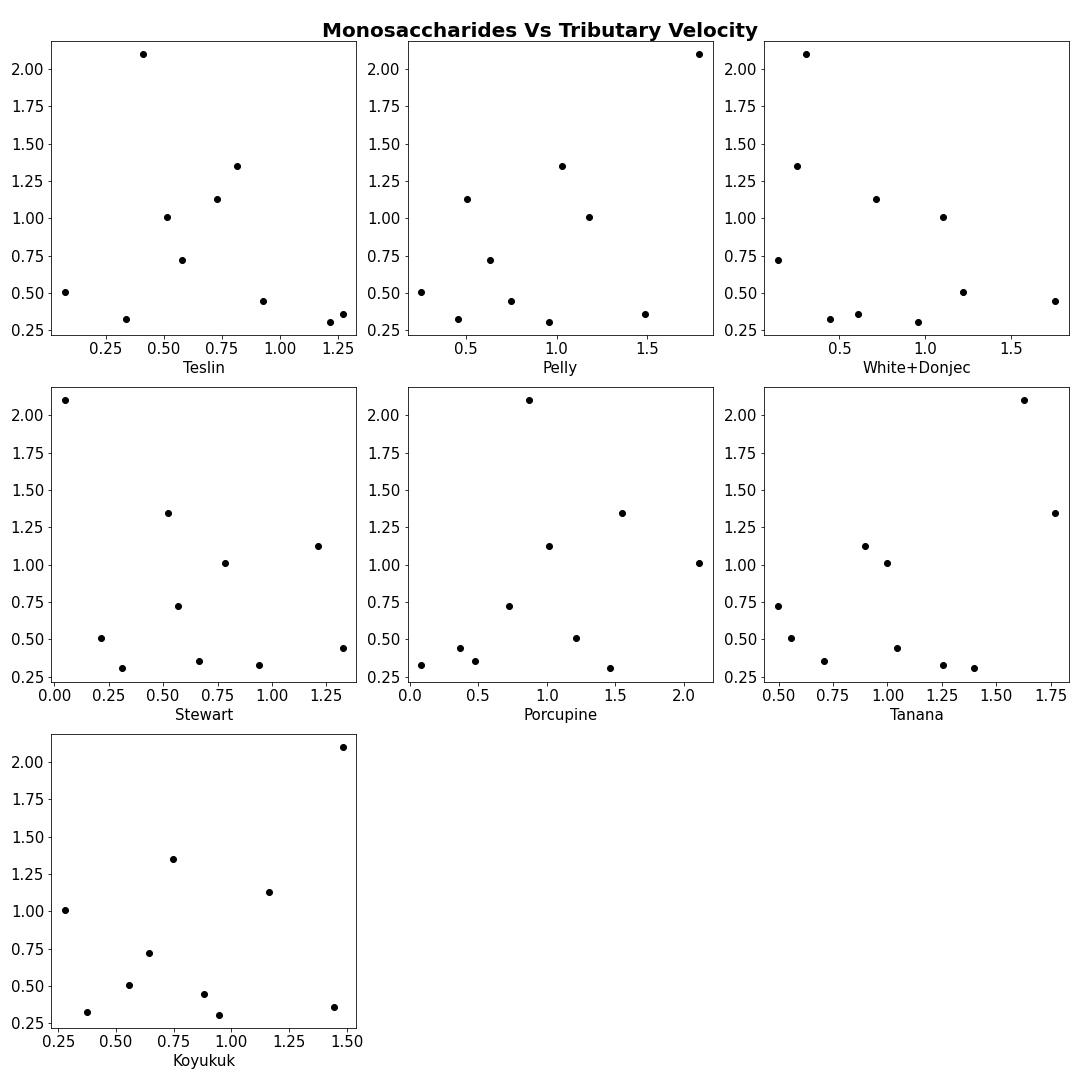 Monosaccharides Vs Tributary Velocity
2.00 2.00 2.00
1.75 1.75 1.75
1.50 1.50 1.50
1.25 1.25 1.25
1.00 1.00 1.00
0.75 0.75 0.75
0.50 0.50 0.50
0.25 0.25 0.25
0.25 0.50 0.75 1.00 1.25 0.5 1.0 1.5 0.5 1.0 1.5
Teslin Pelly White+Donjec
2.00 2.00 2.00
1.75 1.75 1.75
1.50 1.50 1.50
1.25 1.25 1.25
1.00 1.00 1.00
0.75 0.75 0.75
0.50 0.50 0.50
0.25 0.25 0.25
0.00 0.25 0.50 0.75 1.00 1.25 0.0 0.5 1.0 1.5 2.0 0.50 0.75 1.00 1.25 1.50 1.75
Stewart Porcupine Tanana
2.00
1.75
1.50
1.25
1.00
0.75
0.50
0.25
0.25 0.50 0.75 1.00 1.25 1.50
Koyukuk